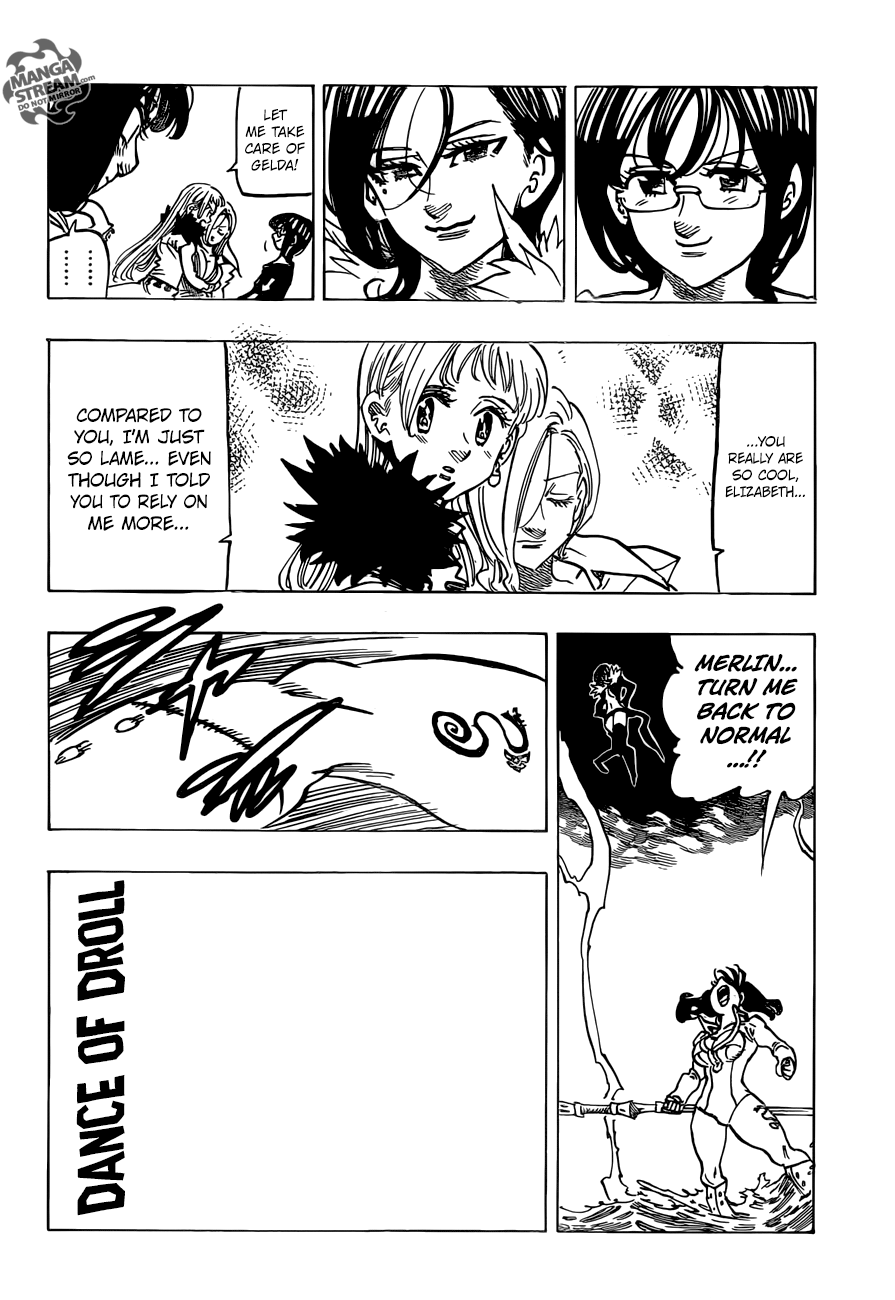 MANGA
STREAM.com
DO NOT MIRROR
LET
ME TAKE
CARE OF
GELDA!
...YOU
REALLY ARE
SO COOL,
ELIZABETH...
COMPARED TO
YOU, I'M JUST
SO LAME... EVEN
THOUGH I TOLD
YOU TO RELY ON
ME MORE...
MERLIN...
TURN ME
BACK TO
NORMAL
...!!
DANCE OF DROLL